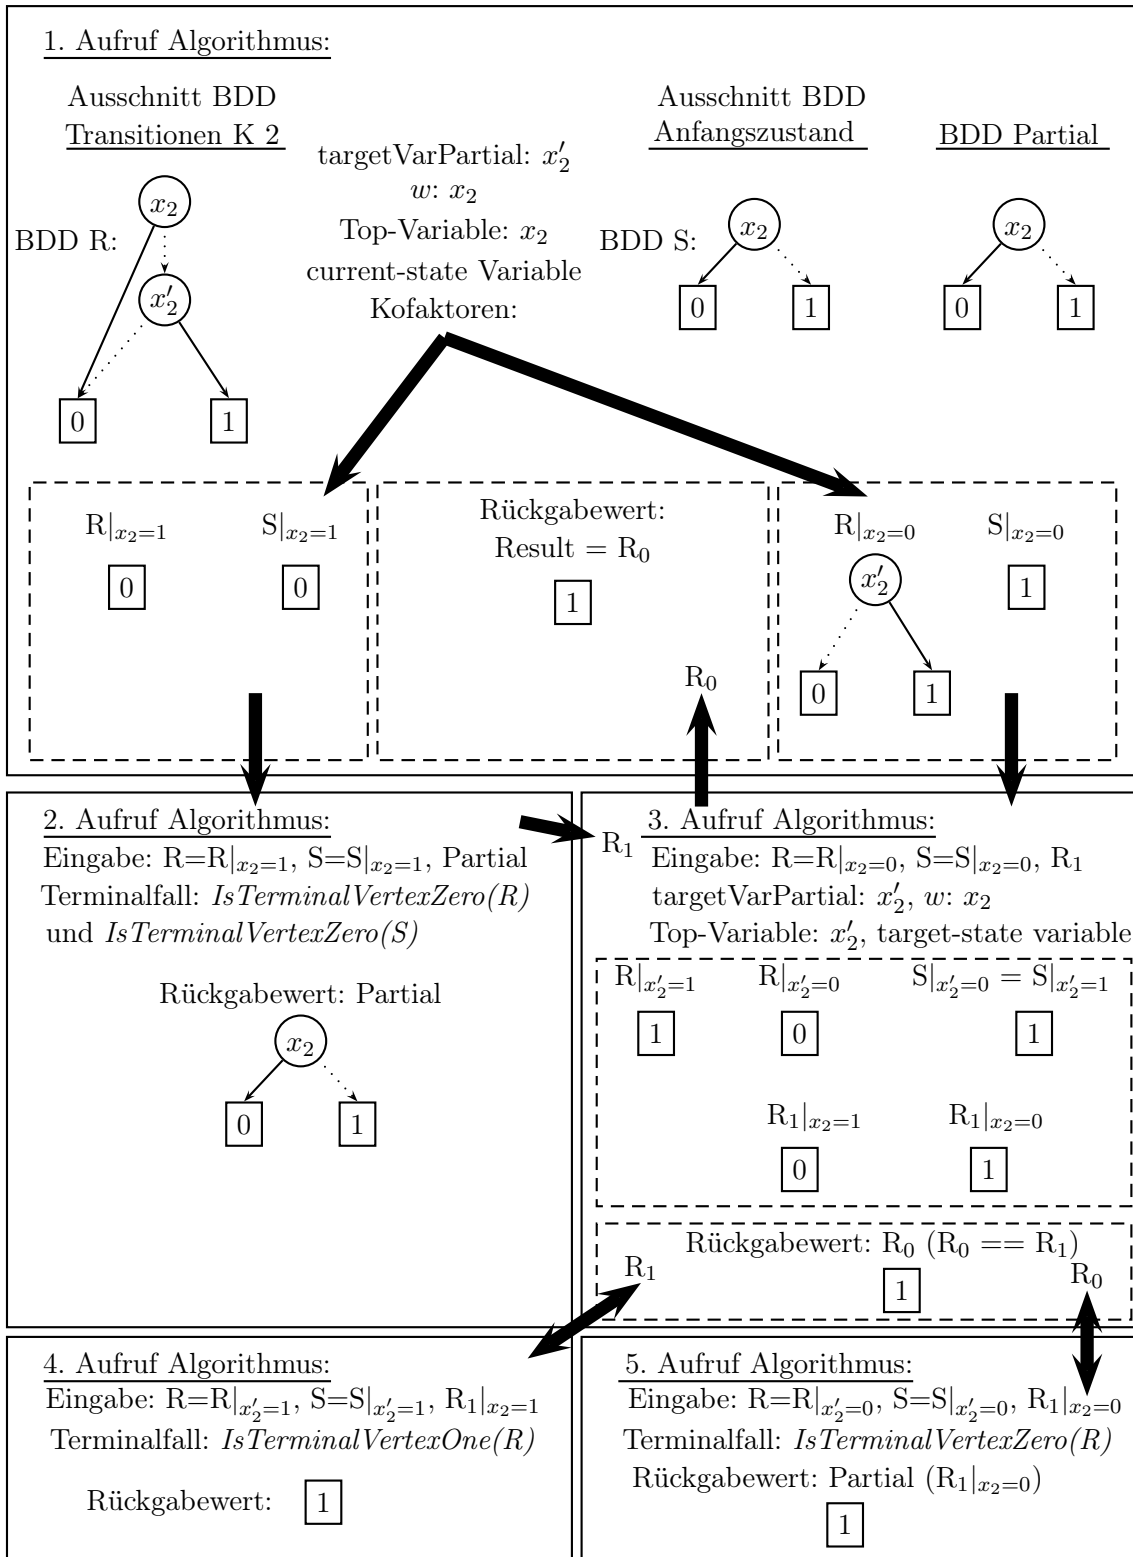 1. Aufruf Algorithmus:
Ausschnitt BDD
Transitionen K 2
BDD R:
x₂
x′₂
0
1
targetVarPartial: x′₂
w: x₂
Top-Variable: x₂
current-state Variable
Kofaktoren:
Ausschnitt BDD
Anfangszustand
BDD S:
x₂
0
1
BDD Partial
x₂
0
1
R|x₂=1
S|x₂=1
0
0
Rückgabewert:
Result = R₀
1
R₀
R|x₂=0
S|x₂=0
x′₂
1
0
1
2. Aufruf Algorithmus:
Eingabe: R=R|x₂=1, S=S|x₂=1, Partial
Terminalfall: IsTerminalVertexZero(R)
und IsTerminalVertexZero(S)
Rückgabewert: Partial
x₂
0
1
R₁
3. Aufruf Algorithmus:
Eingabe: R=R|x₂=0, S=S|x₂=0, R₁
targetVarPartial: x′₂, w: x₂
Top-Variable: x′₂, target-state variable
R|x′₂=1
R|x′₂=0
S|x′₂=0 = S|x′₂=1
1
0
1
R₁|x₂=1
R₁|x₂=0
0
1
Rückgabewert: R₀ (R₀ == R₁)
R₁
1
R₀
4. Aufruf Algorithmus:
Eingabe: R=R|x′₂=1, S=S|x′₂=1, R₁|x₂=1
Terminalfall: IsTerminalVertexOne(R)
Rückgabewert:
1
5. Aufruf Algorithmus:
Eingabe: R=R|x′₂=0, S=S|x′₂=0, R₁|x₂=0
Terminalfall: IsTerminalVertexZero(R)
Rückgabewert: Partial (R₁|x₂=0)
1